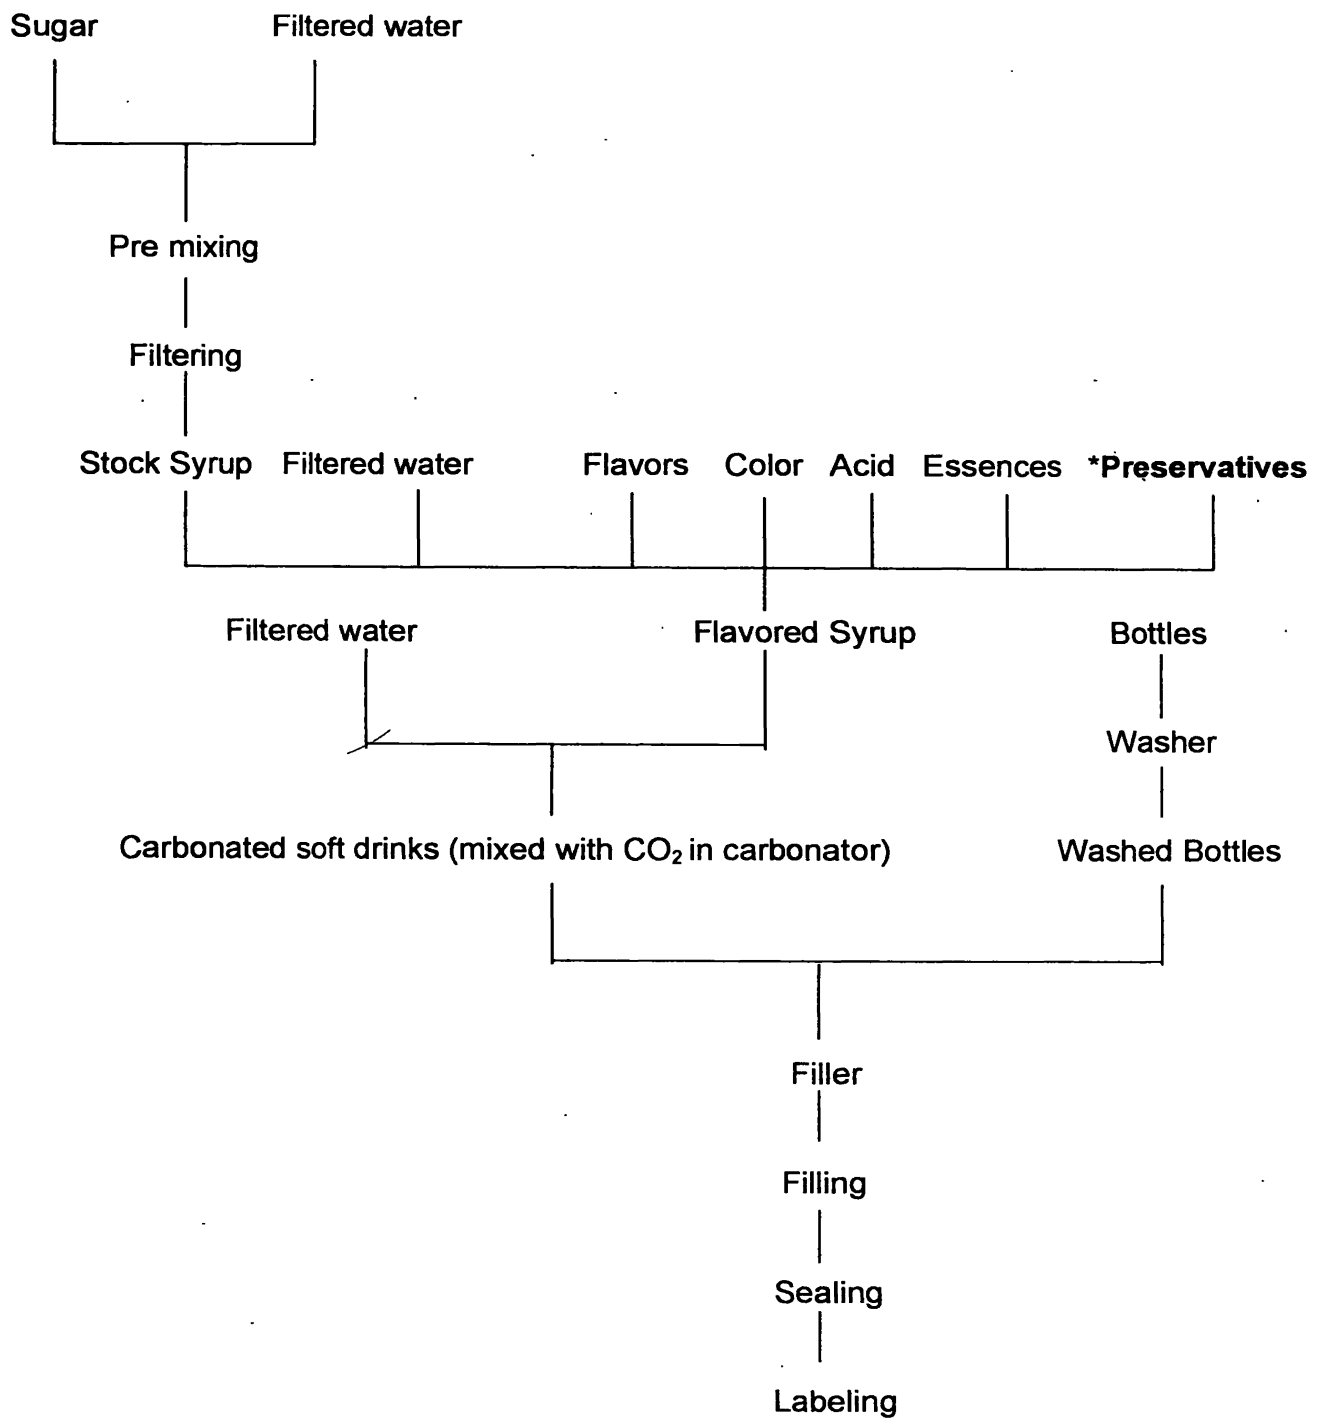 Sugar Filtered water
Pre mixing
Filtering
Stock Syrup Filtered water Flavors Color Acid Essences *Preservatives
Filtered water Flavored Syrup Bottles
Washer
Carbonated soft drinks (mixed with CO₂ in carbonator) Washed Bottles
Filler
Filling
Sealing
Labeling